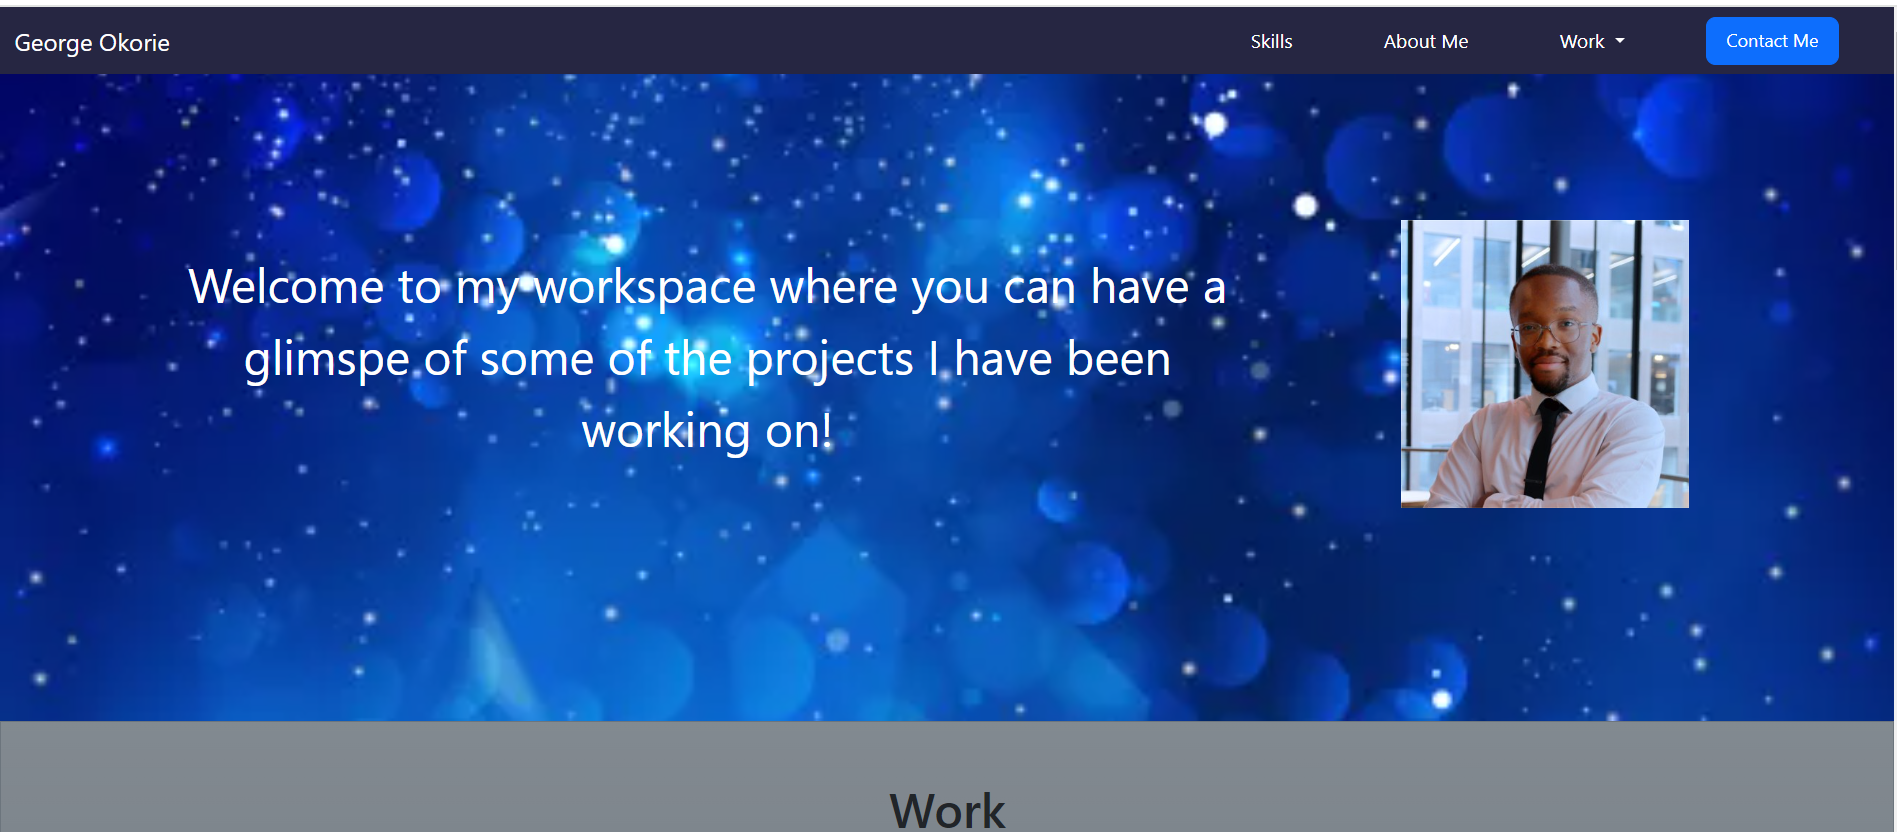 George Okorie
Skills
About Me
Work
Contact Me
Welcome to my workspace where you can have a
glimspe of some of the projects I have been
working on!
Work